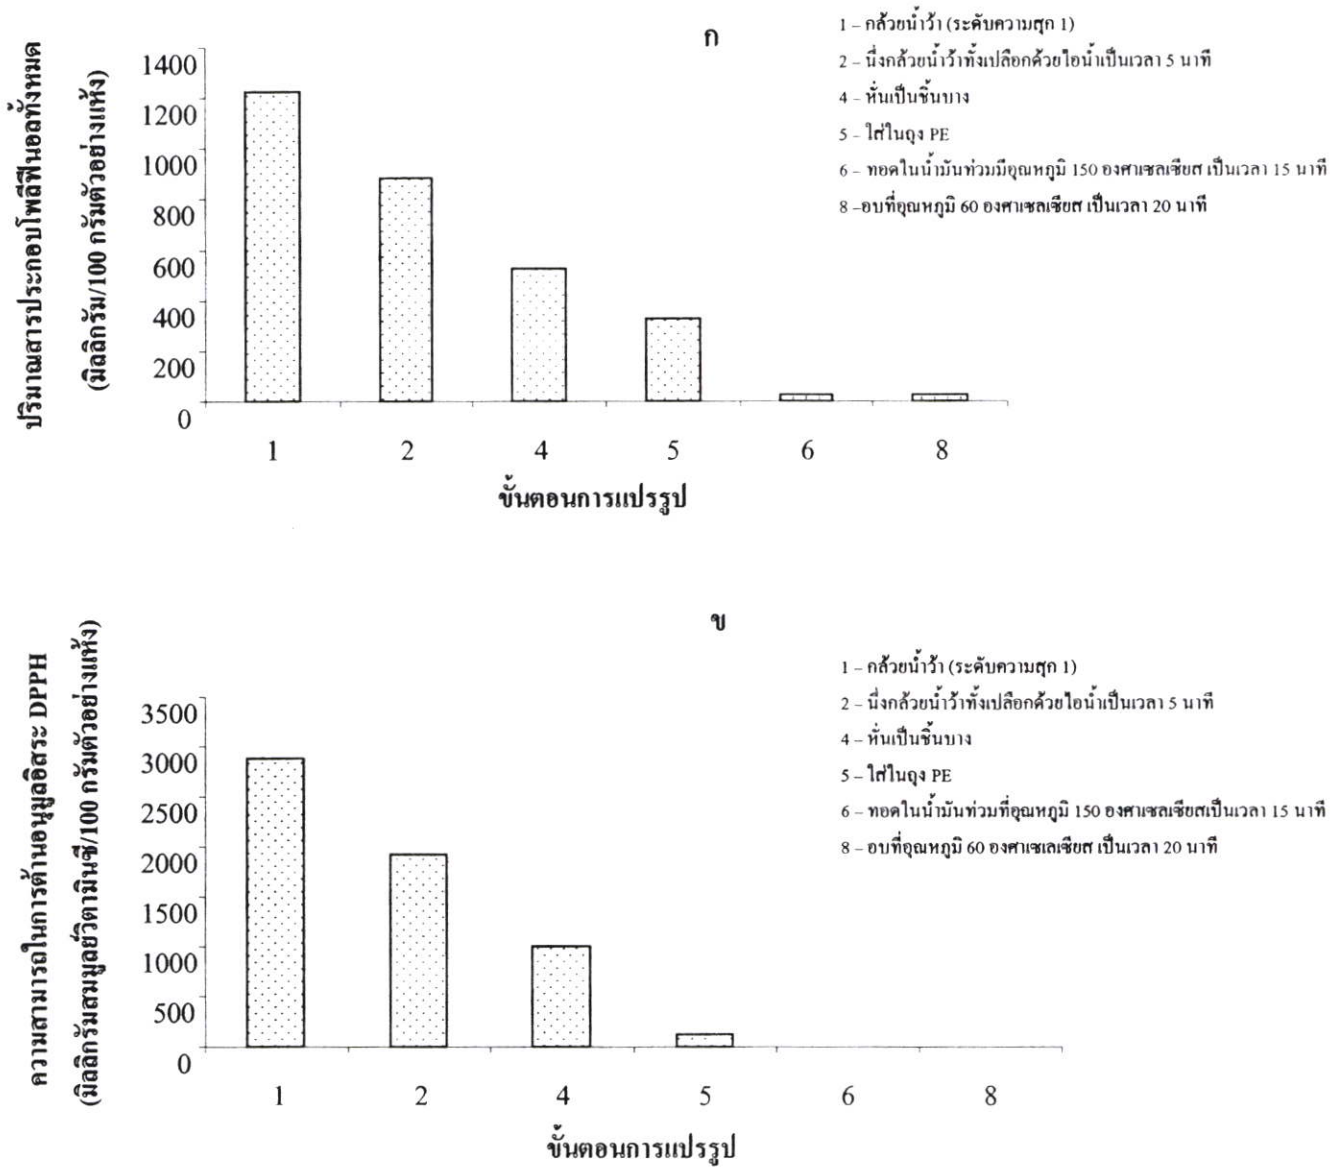 ก
1 – กล้วยน้ำว้า (ระดับความสุก 1)
2 – นึ่งกล้วยน้ำว้าทั้งเปลือกด้วยไอน้ำเป็นเวลา 5 นาที
4 – หั่นเป็นชิ้นบาง
5 – ใส่ในถุง PE
6 – ทอดในน้ำมันท่วมมีอุณหภูมิ 150 องศาเซลเซียส เป็นเวลา 15 นาที
8 –อบที่อุณหภูมิ 60 องศาเซลเซียส เป็นเวลา 20 นาที
ปริมาณสารประกอบโพลีฟีนอลทั้งหมด
(มิลลิกรัม/100 กรัมตัวอย่างแห้ง)
1400
1200
1000
800
600
400
200
0
1 2 4 5 6 8
ขั้นตอนการแปรรูป
ข
1 – กล้วยน้ำว้า (ระดับความสุก 1)
2 – นึ่งกล้วยน้ำว้าทั้งเปลือกด้วยไอน้ำเป็นเวลา 5 นาที
4 – หั่นเป็นชิ้นบาง
5 – ใส่ในถุง PE
6 – ทอดในน้ำมันท่วมที่อุณหภูมิ 150 องศาเซลเซียสเป็นเวลา 15 นาที
8 – อบที่อุณหภูมิ 60 องศาเซลเซียส เป็นเวลา 20 นาที
ความสามารถในการต้านอนุมูลอิสระ DPPH
(มิลลิกรัมสมมูลย์วิตามินซี/100 กรัมตัวอย่างแห้ง)
3500
3000
2500
2000
1500
1000
500
0
1 2 4 5 6 8
ขั้นตอนการแปรรูป